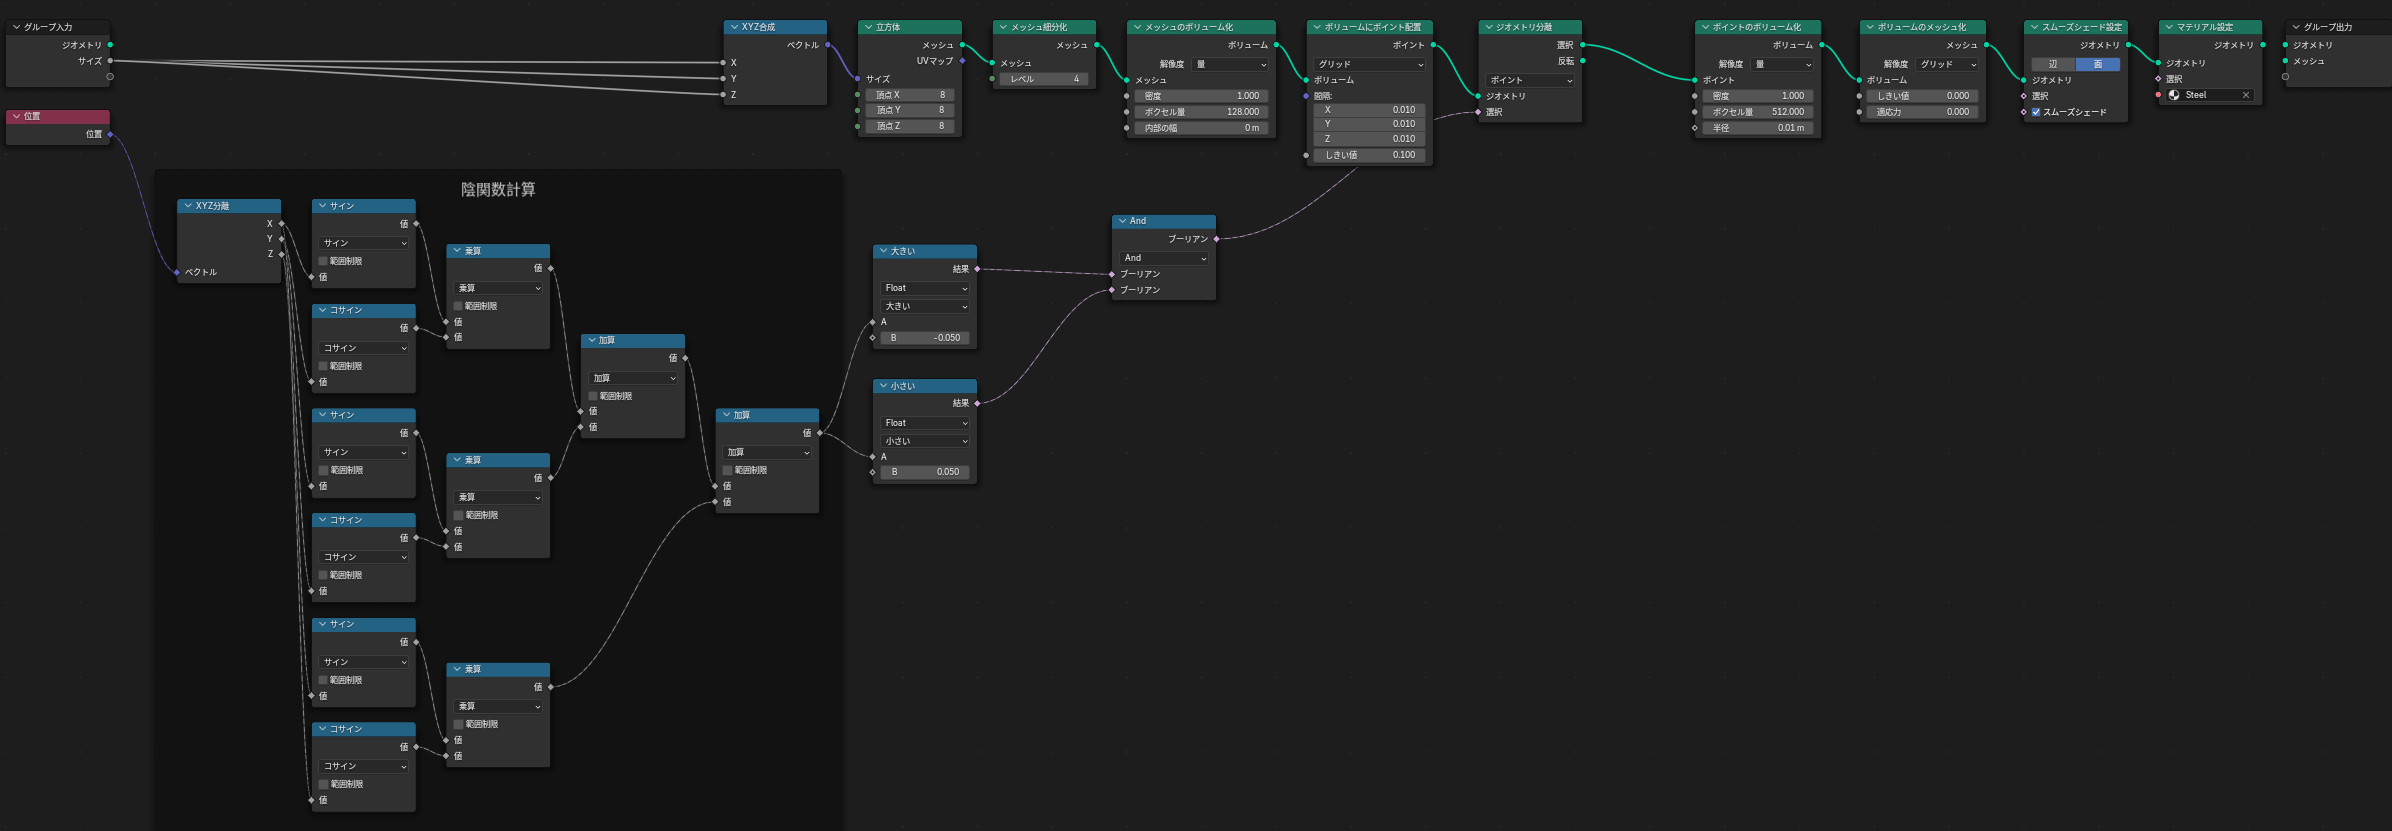 グループ入力
ジオメトリ
サイズ
位置
位置
XYZ合成
ベクトル
X
Y
Z
立方体
メッシュ
UVマップ
サイズ
頂点 X 8
頂点 Y 8
頂点 Z 8
メッシュ細分化
メッシュ
メッシュ
レベル 4
メッシュのボリューム化
ボリューム
解像度 量
メッシュ
密度 1.000
ボクセル量 128.000
内部の幅 0 m
ボリュームにポイント配置
ポイント
グリッド
ボリューム
間隔:
X 0.010
Y 0.010
Z 0.010
しきい値 0.100
ジオメトリ分離
選択
反転
ポイント
ジオメトリ
選択
ポイントのボリューム化
ボリューム
解像度 量
ポイント
密度 1.000
ボクセル量 512.000
半径 0.01 m
ボリュームのメッシュ化
メッシュ
解像度 グリッド
ボリューム
しきい値 0.000
適応力 0.000
スムーズシェード設定
ジオメトリ
辺 面
ジオメトリ
選択
スムーズシェード
マテリアル設定
ジオメトリ
ジオメトリ
選択
Steel
グループ出力
ジオメトリ
メッシュ
陰関数計算
XYZ分離
X
Y
Z
ベクトル
サイン
値
サイン
範囲制限
値
コサイン
値
コサイン
範囲制限
値
サイン
値
サイン
範囲制限
値
コサイン
値
コサイン
範囲制限
値
サイン
値
サイン
範囲制限
値
コサイン
値
コサイン
範囲制限
値
乗算
値
乗算
範囲制限
値
値
乗算
値
乗算
範囲制限
値
値
乗算
値
乗算
範囲制限
値
値
加算
値
加算
範囲制限
値
値
加算
値
加算
範囲制限
値
値
大きい
結果
Float
大きい
A
B -0.050
小さい
結果
Float
小さい
A
B 0.050
And
ブーリアン
And
ブーリアン
ブーリアン